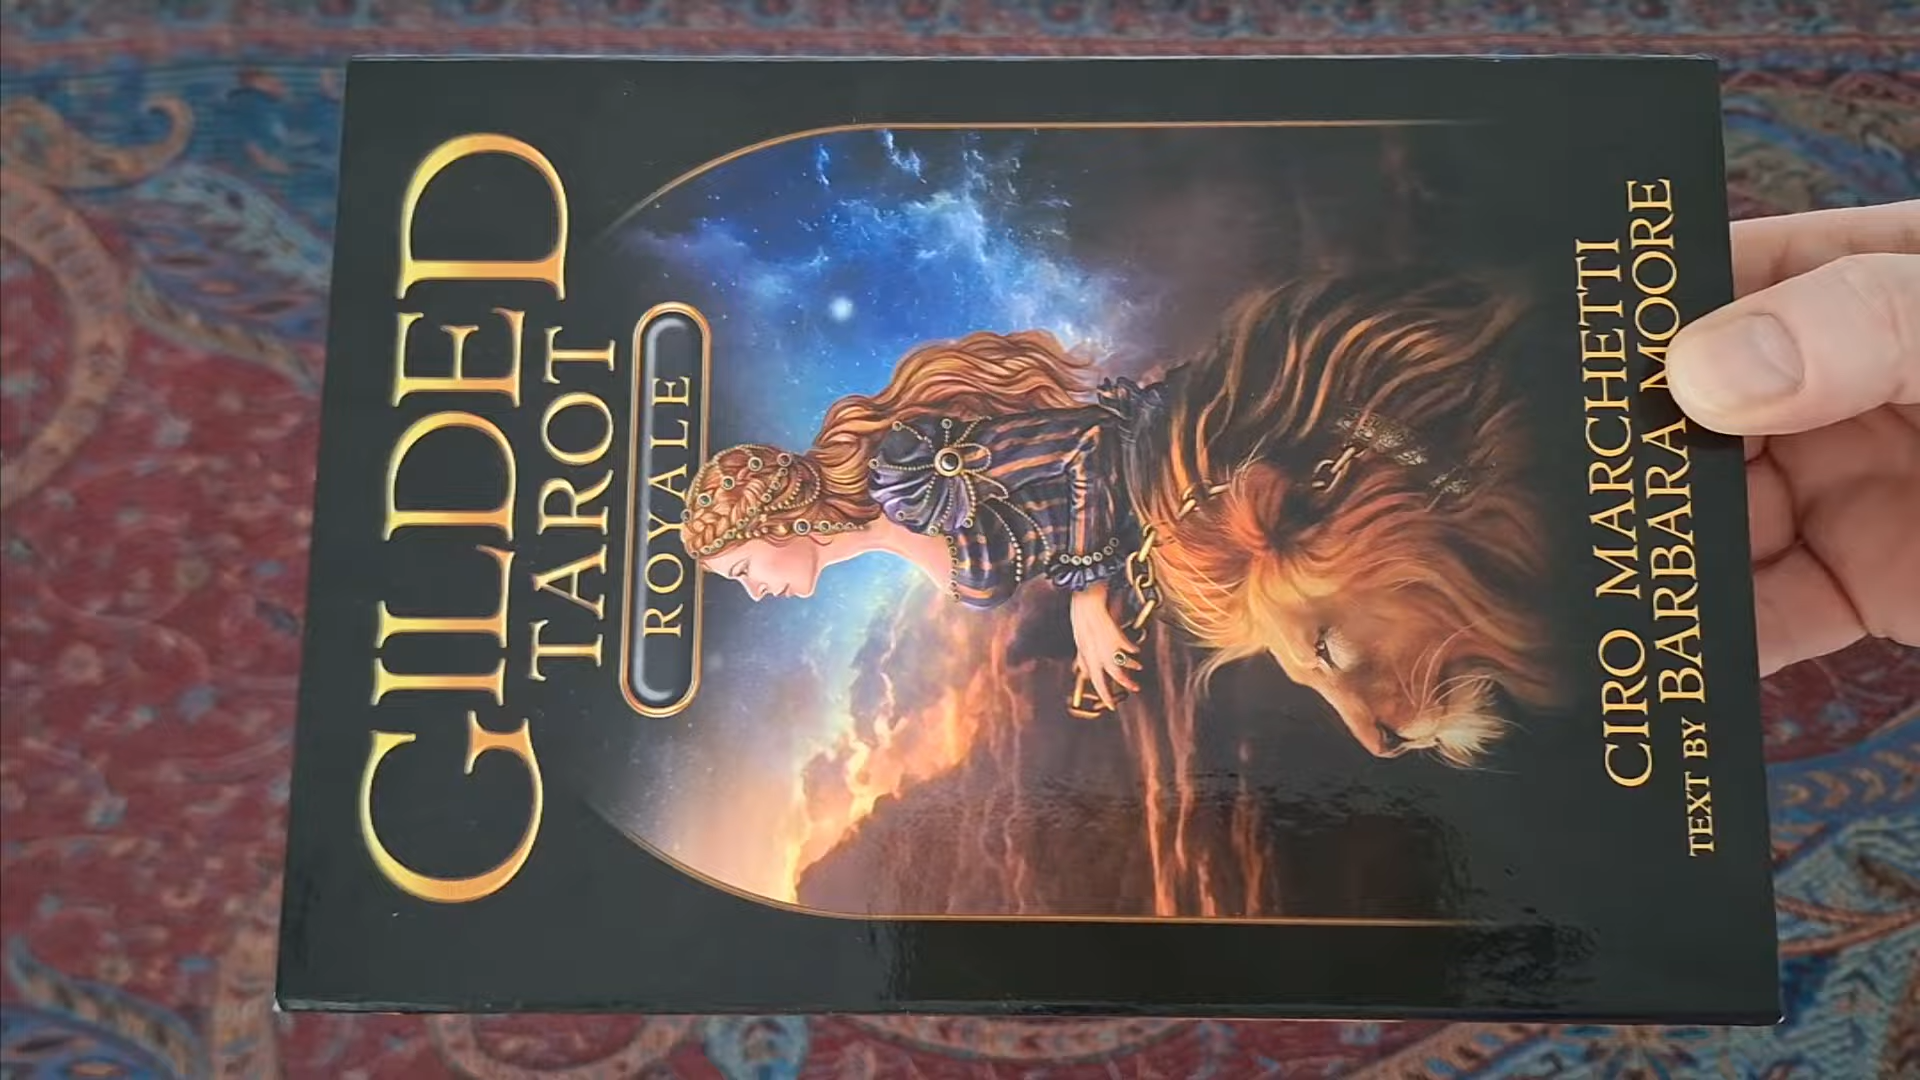 GILDED
TAROT
ROYALE
CIRO MARCHETTI
TEXT BY BARBARA MOORE